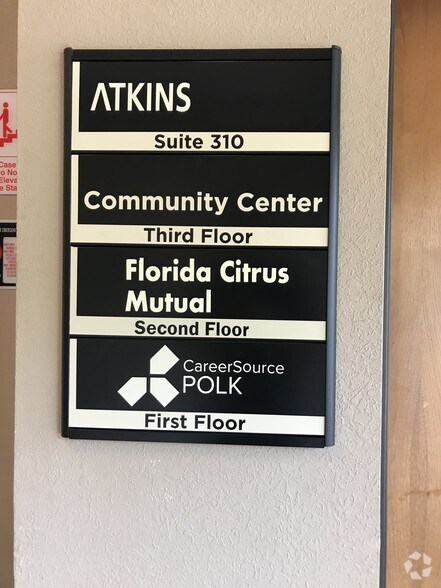 ATKINS
Suite 310
Community Center
Third Floor
Florida Citrus
Mutual
Second Floor
CareerSource
POLK
First Floor